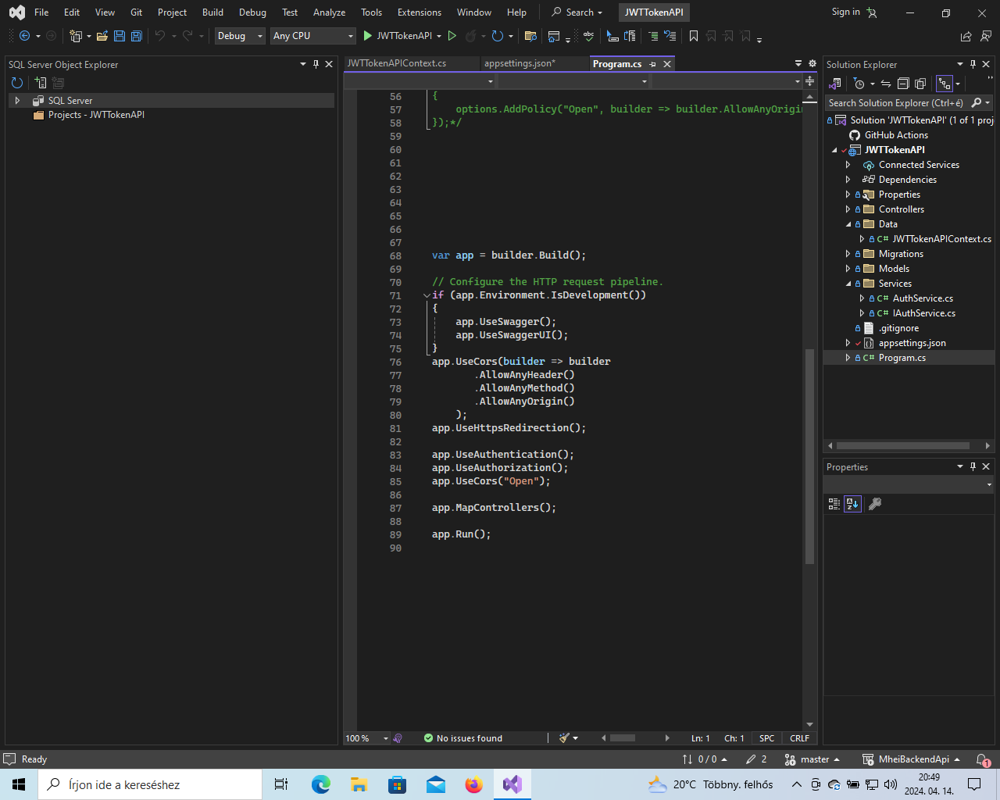 File Edit View Git Project Build Debug Test Analyze Tools Extensions Window Help Search JWTTokenAPI Sign in
Debug Any CPU JWTTokenAPI
SQL Server Object Explorer
SQL Server
Projects - JWTTokenAPI
JWTTokenAPIContext.cs appsettings.json* Program.cs
56 {
57 options.AddPolicy("Open", builder => builder.AllowAnyOrigin
58 });*/
59
60
61
62
63
64
65
66
67
68 var app = builder.Build();
69
70 // Configure the HTTP request pipeline.
71 if (app.Environment.IsDevelopment())
72 {
73 app.UseSwagger();
74 app.UseSwaggerUI();
75 }
76 app.UseCors(builder => builder
77 .AllowAnyHeader()
78 .AllowAnyMethod()
79 .AllowAnyOrigin()
80 );
81 app.UseHttpsRedirection();
82
83 app.UseAuthentication();
84 app.UseAuthorization();
85 app.UseCors("Open");
86
87 app.MapControllers();
88
89 app.Run();
90
100 % No issues found Ln: 1 Ch: 1 SPC CRLF
Solution Explorer
Search Solution Explorer (Ctrl+é)
Solution 'JWTTokenAPI' (1 of 1 proj
GitHub Actions
JWTTokenAPI
Connected Services
Dependencies
Properties
Controllers
Data
C# JWTTokenAPIContext.cs
Migrations
Models
Services
C# AuthService.cs
C# IAuthService.cs
.gitignore
appsettings.json
C# Program.cs
Properties
Ready 0 / 0 2 master MheiBackendApi 1
Írjon ide a kereséshez 20°C Többny. felhős 20:49
2024. 04. 14.